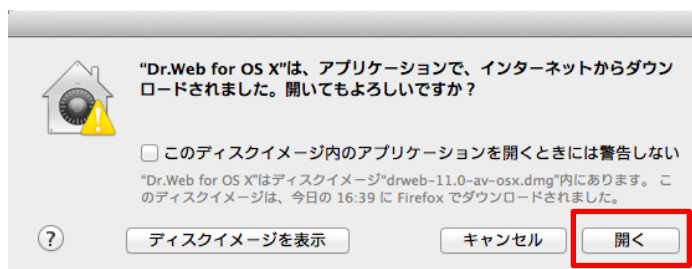 “Dr.Web for OS X”は、アプリケーションで、インターネットからダウン
ロードされました。開いてもよろしいですか？
このディスクイメージ内のアプリケーションを開くときには警告しない
“Dr.Web for OS X”はディスクイメージ“drweb-11.0-av-osx.dmg”内にあります。 こ
のディスクイメージは、今日の 16:39 に Firefox でダウンロードされました。
? ディスクイメージを表示 キャンセル 開く